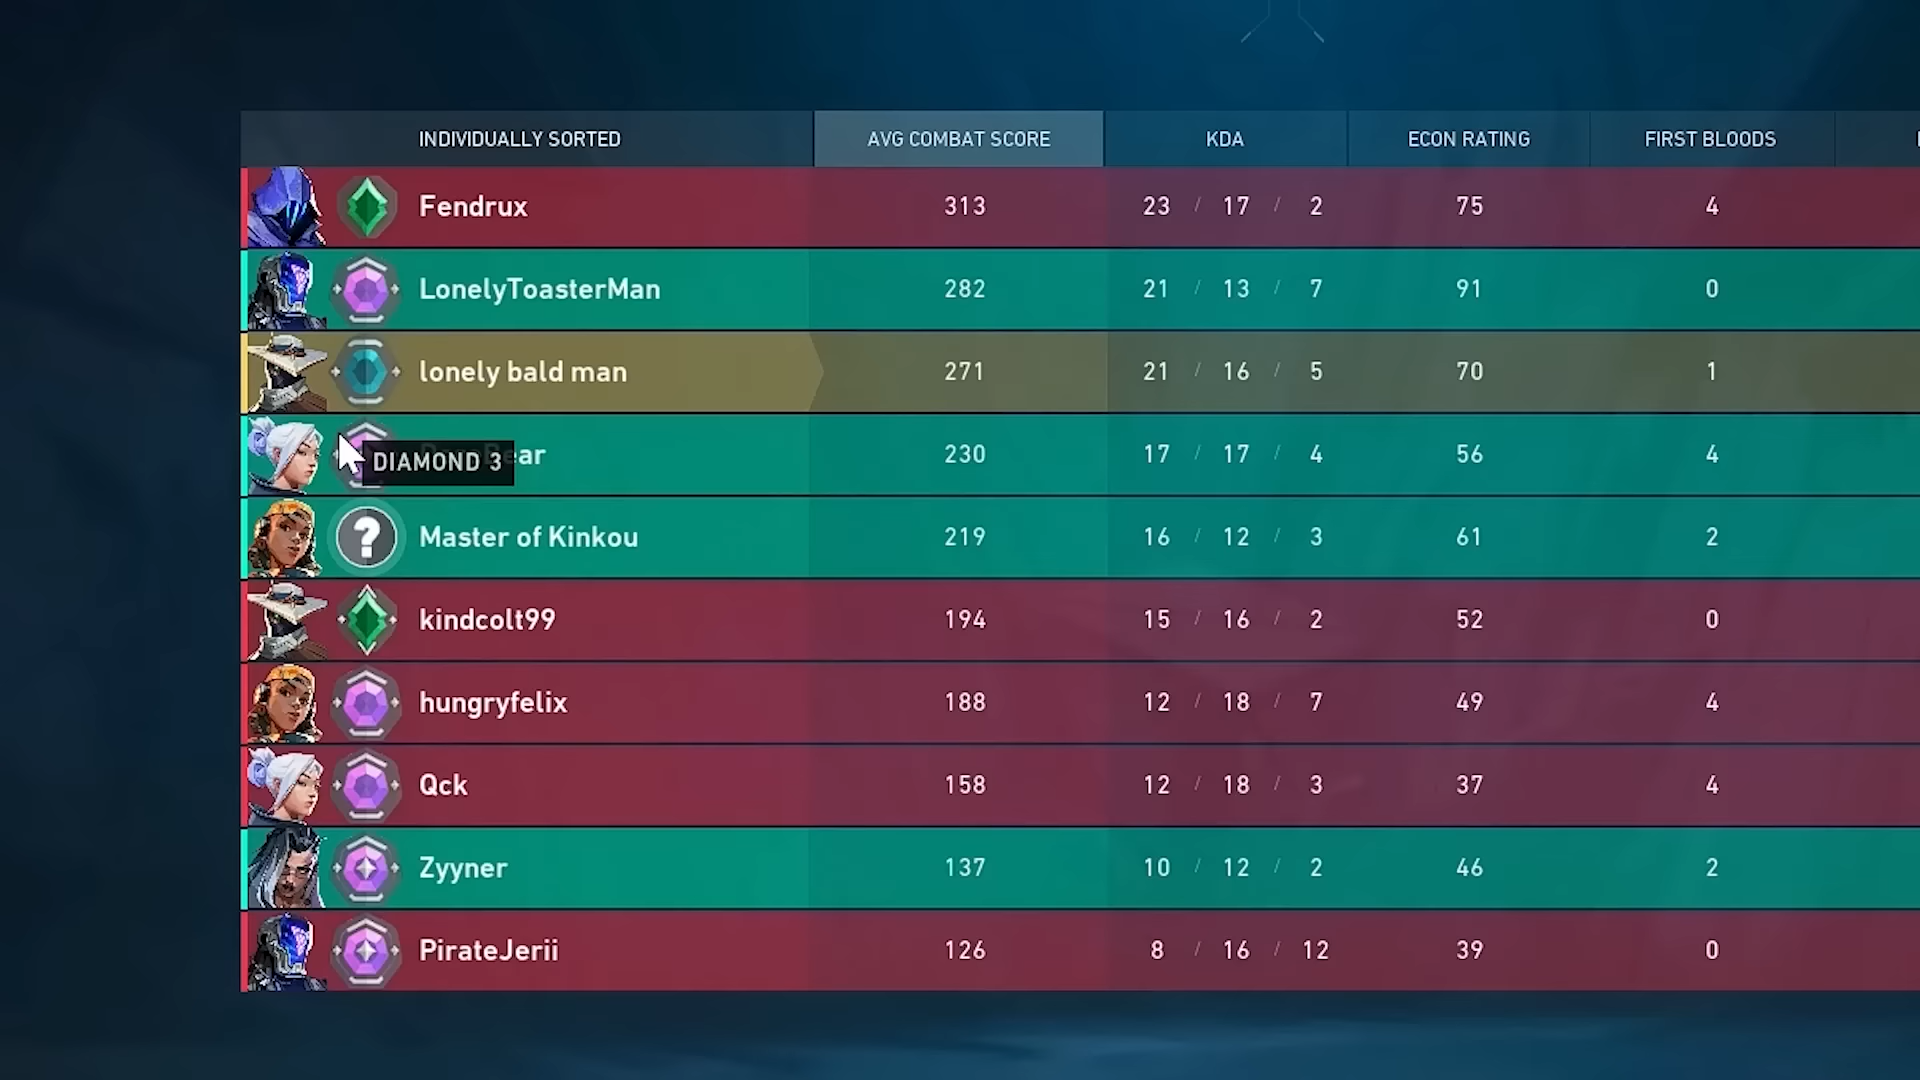 INDIVIDUALLY SORTED AVG COMBAT SCORE KDA ECON RATING FIRST BLOODS
Fendrux 313 23 / 17 / 2 75 4
LonelyToasterMan 282 21 / 13 / 7 91 0
lonely bald man 271 21 / 16 / 5 70 1
DIAMOND 3 230 17 / 17 / 4 56 4
? Master of Kinkou 219 16 / 12 / 3 61 2
kindcolt99 194 15 / 16 / 2 52 0
hungryfelix 188 12 / 18 / 7 49 4
Qck 158 12 / 18 / 3 37 4
Zyyner 137 10 / 12 / 2 46 2
PirateJerii 126 8 / 16 / 12 39 0